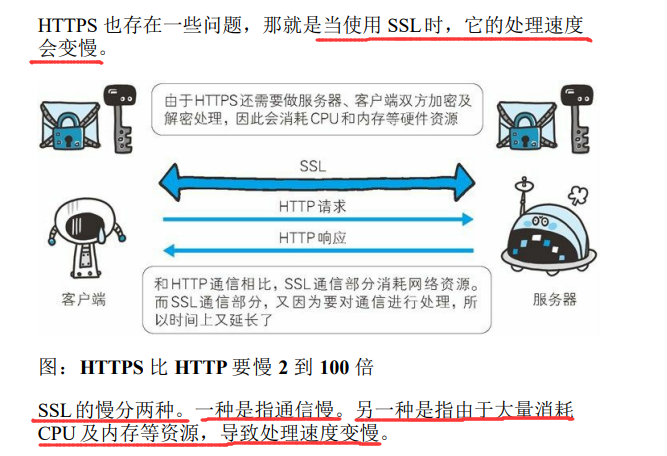 HTTPS 也存在一些问题，那就是当使用 SSL 时，它的处理速度
会变慢。
由于HTTPS还需要做服务器、客户端双方加密及
解密处理，因此会消耗CPU和内存等硬件资源
SSL
HTTP 请求
HTTP 响应
客户端
服务器
和HTTP通信相比，SSL通信部分消耗网络资源。
而SSL通信部分，又因为要对通信进行处理，所
以时间上又延长了
图：HTTPS 比 HTTP 要慢 2 到 100 倍
SSL 的慢分两种。一种是指通信慢。另一种是指由于大量消耗
CPU 及内存等资源，导致处理速度变慢。